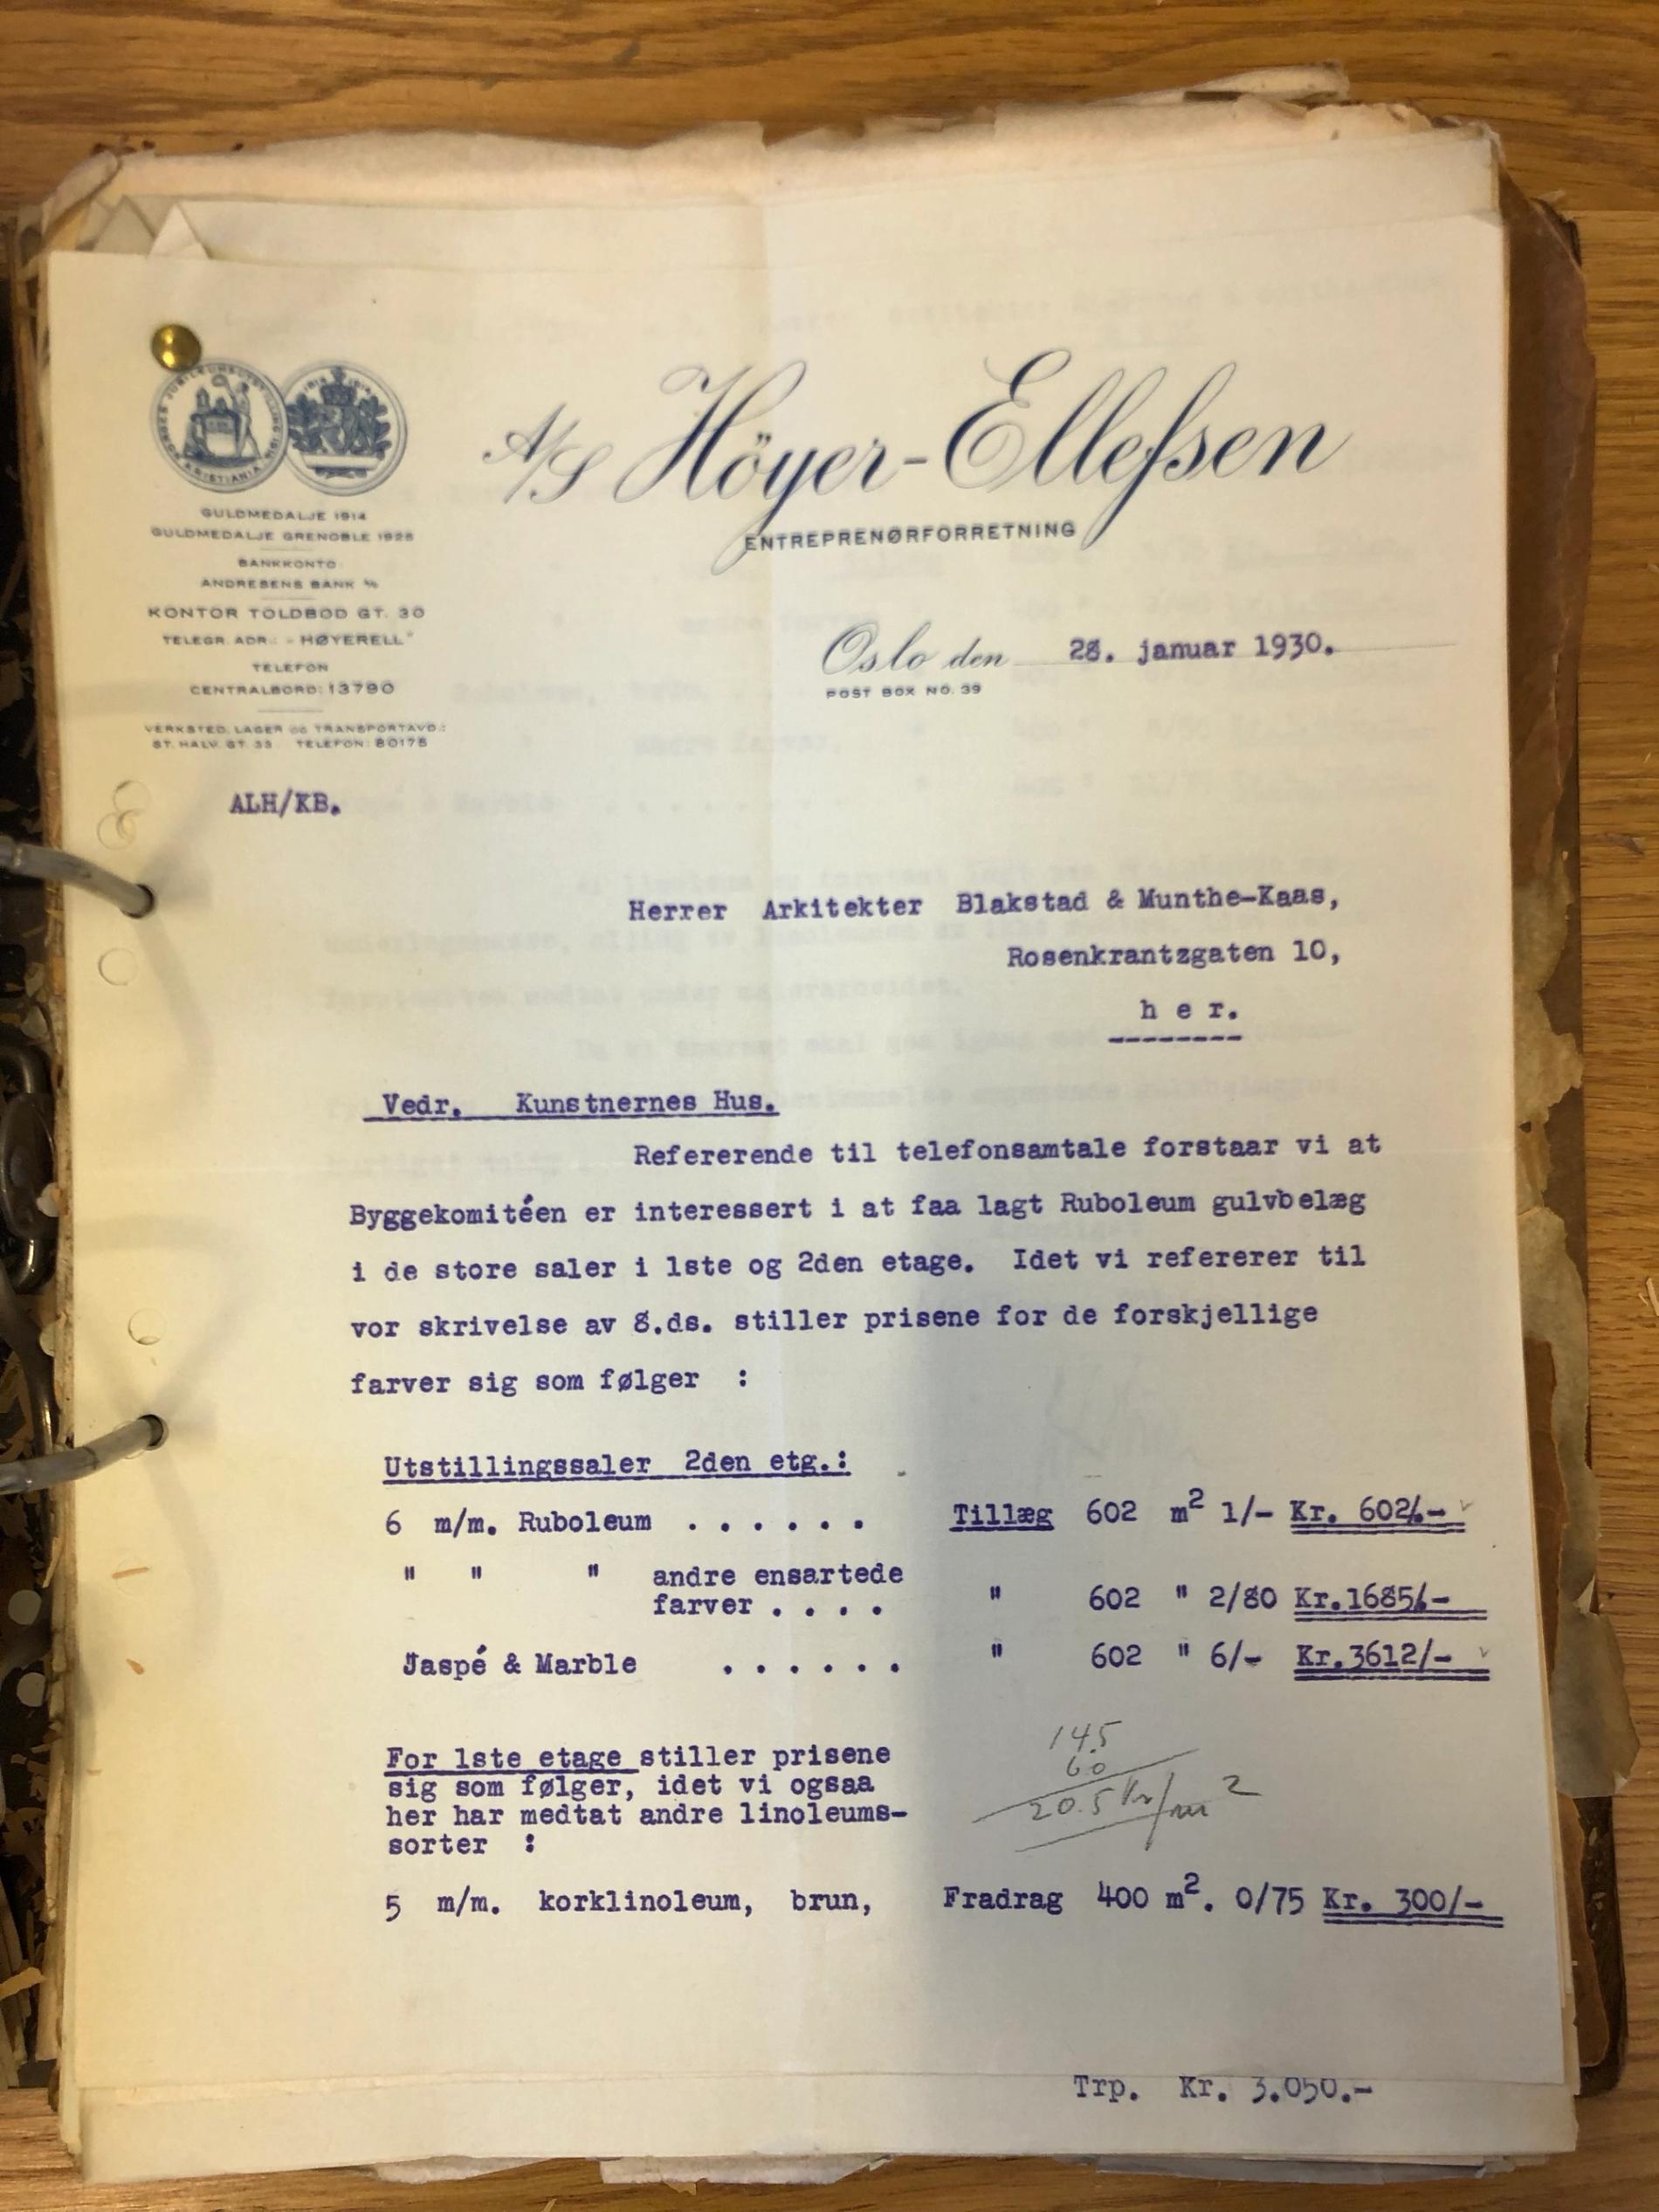 A/S Höyer-Ellefsen
ENTREPRENØRFORRETNING
GULDMEDALJE 1914
GULDMEDALJE GRENOBLE 1925
BANKKONTO
ANDRESENS BANK A/S
KONTOR TOLDBOD GT. 30
TELEGR. ADR.: "HØYERELL"
TELEFON
CENTRALBORD: 13790
VERKSTED, LAGER OG TRANSPORTAVD.:
ST. HALV. GT. 33 TELEFON: 80175
Oslo den 28. januar 1930.
POST BOX NO. 39
ALH/KB.
Herrer Arkitekter Blakstad & Munthe-Kaas,
Rosenkrantzgaten 10,
h e r.
--------
Vedr. Kunstnernes Hus.
Refererende til telefonsamtale forstaar vi at
Byggekomitéen er interessert i at faa lagt Ruboleum gulvbelæg
i de store saler i 1ste og 2den etage. Idet vi refererer til
vor skrivelse av 8.ds. stiller prisene for de forskjellige
farver sig som følger :
Utstillingssaler 2den etg.:
6 m/m. Ruboleum . . . . . . Tillæg 602 m2 1/- Kr. 602/.-
" " " andre ensartede
farver . . . . " 602 " 2/80 Kr.1685/.-
Jaspé & Marble . . . . . . " 602 " 6/- Kr.3612/-
14.5
6.0
20.5 kr/m2
For 1ste etage stiller prisene
sig som følger, idet vi ogsaa
her har medtat andre linoleums-
sorter :
5 m/m. korklinoleum, brun, Fradrag 400 m2. 0/75 Kr. 300/-
Trp. Kr. 3.050.-